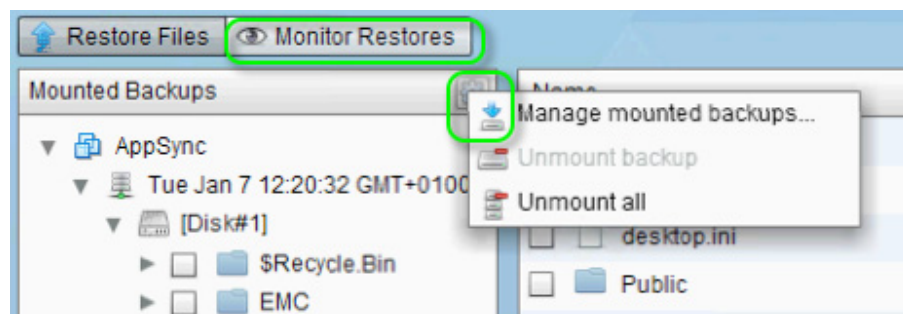 Restore Files Monitor Restores
Mounted Backups
Name
Manage mounted backups...
Unmount backup
Unmount all
AppSync
Tue Jan 7 12:20:32 GMT+0100
[Disk#1]
$Recycle.Bin
EMC
desktop.ini
Public